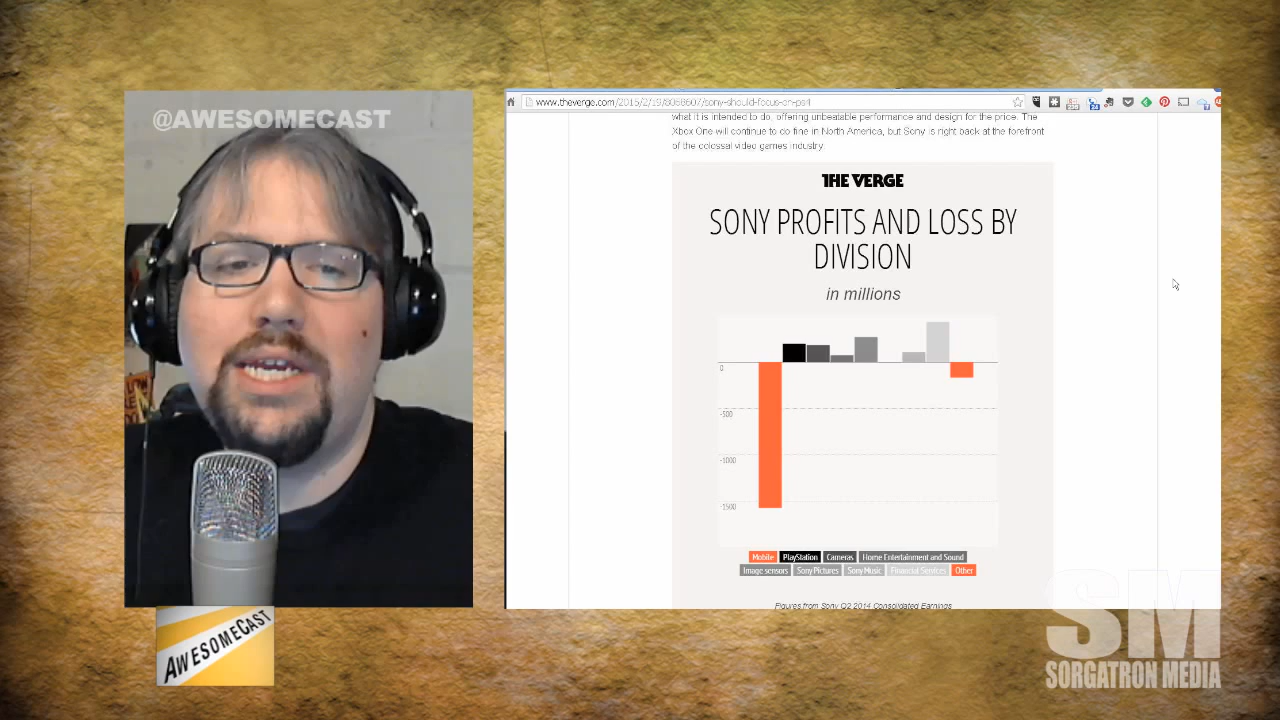 @AWESOMECAST
www.theverge.com/2015/2/19/8068607/sony-should-focus-on-ps4
what it is intended to do, offering unbeatable performance and design for the price. The
Xbox One will continue to do fine in North America, but Sony is right back at the forefront
of the colossal video games industry.
THE VERGE
SONY PROFITS AND LOSS BY
DIVISION
in millions
0
-500
-1000
-1500
Mobile PlayStation Cameras Home Entertainment and Sound
Image sensors Sony Pictures Sony Music Financial Services Other
Figures from Sony Q2 2014 Consolidated Earnings
AWESOMECAST
SM
SORGATRON MEDIA